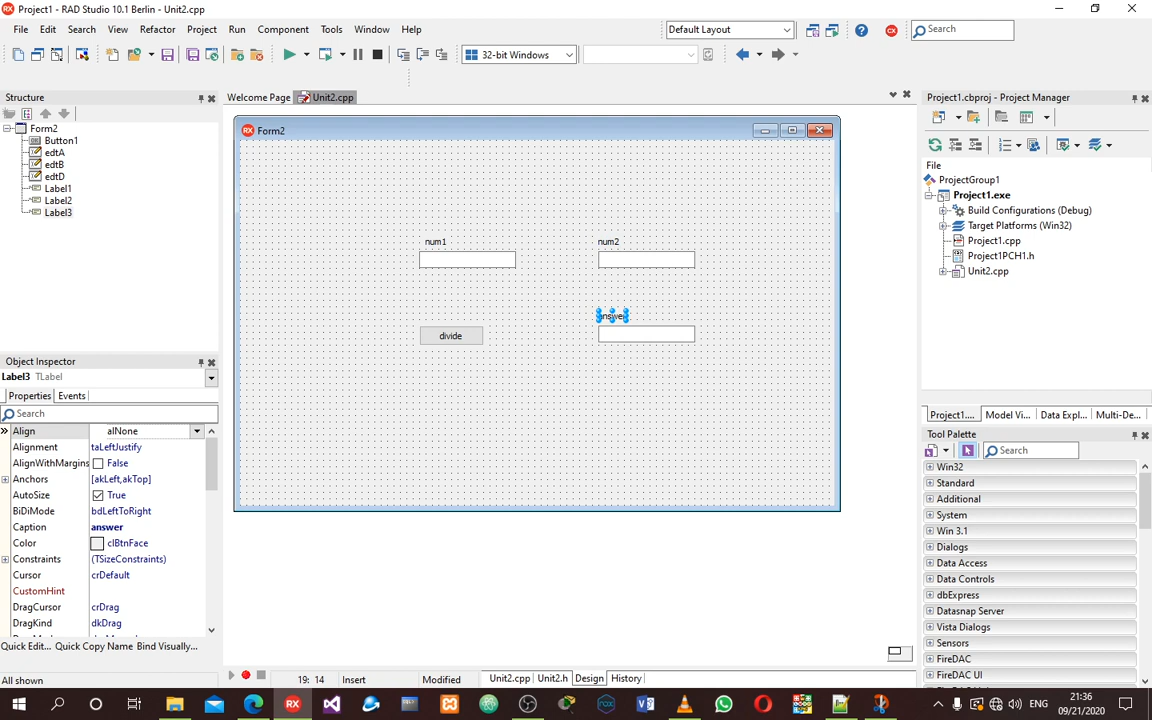 Project1 - RAD Studio 10.1 Berlin - Unit2.cpp
File Edit Search View Refactor Project Run Component Tools Window Help
Default Layout
Search
32-bit Windows
Structure
Form2
Button1
edtA
edtB
edtD
Label1
Label2
Label3
Object Inspector
Label3 TLabel
Properties Events
Search
Align alNone
Alignment taLeftJustify
AlignWithMargins False
Anchors [akLeft,akTop]
AutoSize True
BiDiMode bdLeftToRight
Caption answer
Color clBtnFace
Constraints (TSizeConstraints)
Cursor crDefault
CustomHint
DragCursor crDrag
DragKind dkDrag
Quick Edit... Quick Copy Name Bind Visually...
All shown
Welcome Page Unit2.cpp
Form2
num1 num2
answer
divide
19: 14 Insert Modified Unit2.cpp Unit2.h Design History
Project1.cbproj - Project Manager
File
ProjectGroup1
Project1.exe
Build Configurations (Debug)
Target Platforms (Win32)
Project1.cpp
Project1PCH1.h
Unit2.cpp
Project1.... Model Vi... Data Expl... Multi-De...
Tool Palette
Search
Win32
Standard
Additional
System
Win 3.1
Dialogs
Data Access
Data Controls
dbExpress
Datasnap Server
Vista Dialogs
Sensors
FireDAC
FireDAC UI
ENG
21:36
09/21/2020